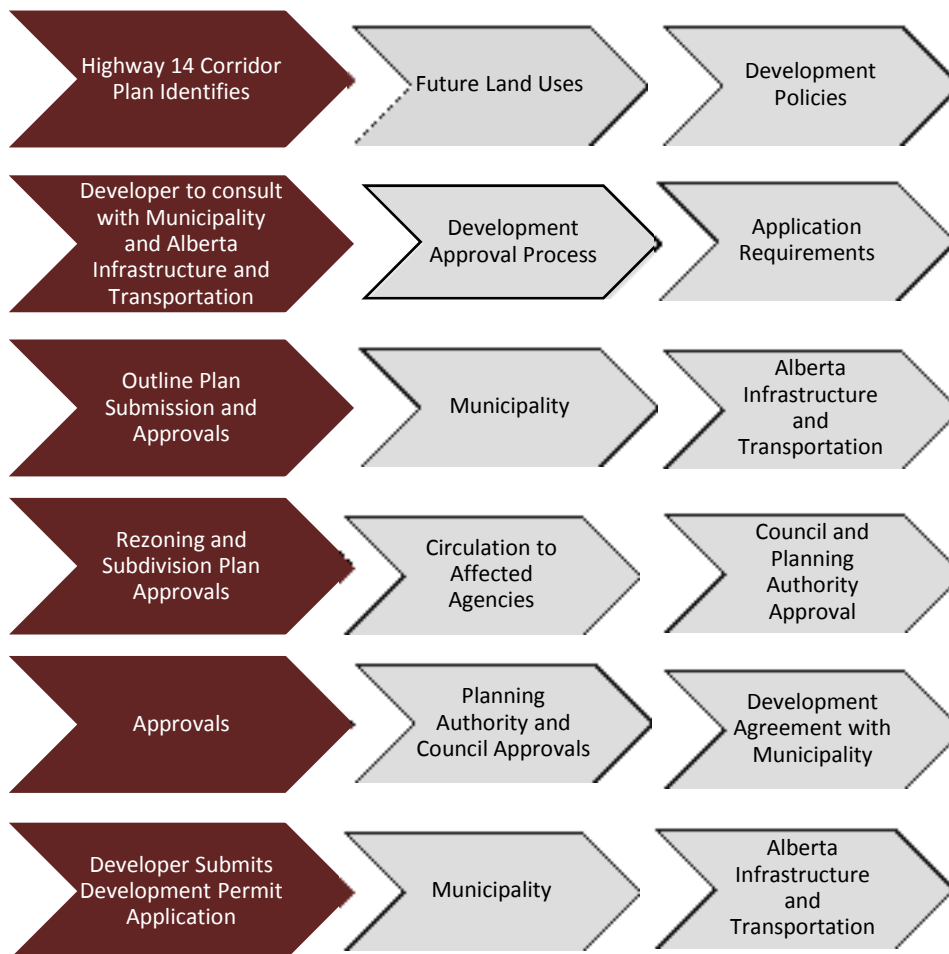 Highway 14 Corridor
Plan Identifies
Future Land Uses
Development
Policies
Developer to consult
with Municipality
and Alberta
Infrastructure and
Transportation
Development
Approval Process
Application
Requirements
Outline Plan
Submission and
Approvals
Municipality
Alberta
Infrastructure
and
Transportation
Rezoning and
Subdivision Plan
Approvals
Circulation to
Affected
Agencies
Council and
Planning
Authority
Approval
Approvals
Planning
Authority and
Council Approvals
Development
Agreement with
Municipality
Developer Submits
Development Permit
Application
Municipality
Alberta
Infrastructure
and
Transportation